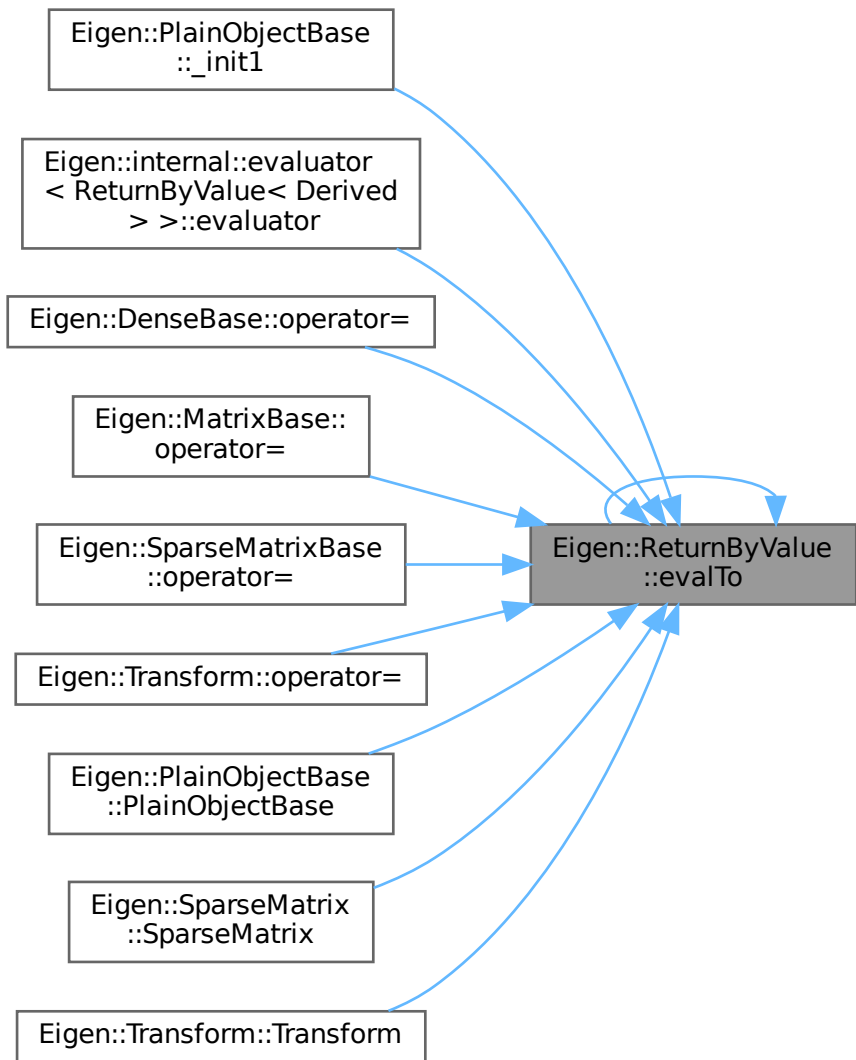 Eigen::PlainObjectBase
::_init1
Eigen::internal::evaluator
< ReturnByValue< Derived
> >::evaluator
Eigen::DenseBase::operator=
Eigen::MatrixBase::
operator=
Eigen::SparseMatrixBase
::operator=
Eigen::ReturnByValue
::evalTo
Eigen::Transform::operator=
Eigen::PlainObjectBase
::PlainObjectBase
Eigen::SparseMatrix
::SparseMatrix
Eigen::Transform::Transform